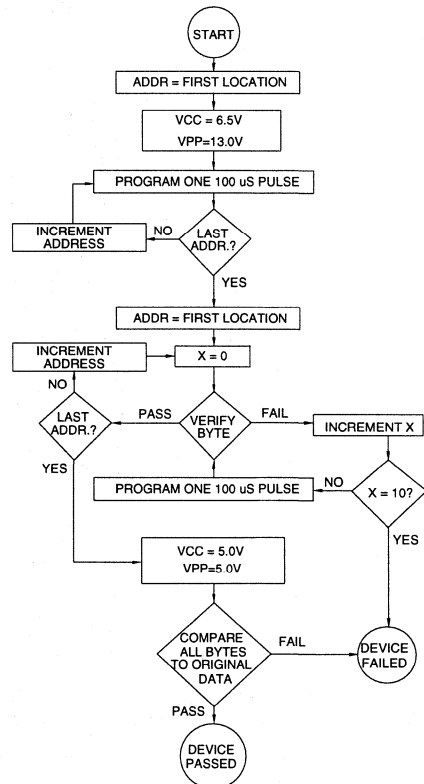 START
ADDR = FIRST LOCATION
VCC = 6.5V
VPP=13.0V
PROGRAM ONE 100 uS PULSE
INCREMENT
ADDRESS
NO
LAST
ADDR.?
YES
ADDR = FIRST LOCATION
INCREMENT
ADDRESS
X = 0
NO
LAST
ADDR.?
PASS
VERIFY
BYTE
FAIL
INCREMENT X
YES
PROGRAM ONE 100 uS PULSE
NO
X = 10?
YES
VCC = 5.0V
VPP=5.0V
COMPARE
ALL BYTES
TO ORIGINAL
DATA
FAIL
DEVICE
FAILED
PASS
DEVICE
PASSED